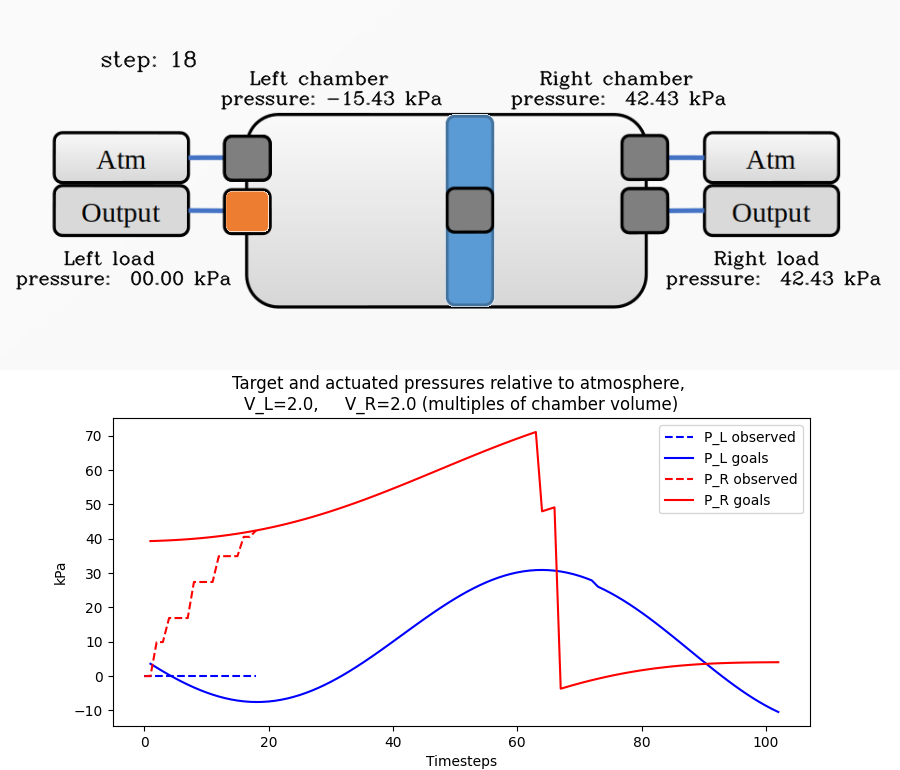 step: 18
Left chamber
pressure: −15.43 kPa
Right chamber
pressure: 42.43 kPa
Atm
Output
Atm
Output
Left load
pressure: 00.00 kPa
Right load
pressure: 42.43 kPa
Target and actuated pressures relative to atmosphere,
V_L=2.0, V_R=2.0 (multiples of chamber volume)
P_L observed
P_L goals
P_R observed
P_R goals
kPa
70
60
50
40
30
20
10
0
−10
0 20 40 60 80 100
Timesteps